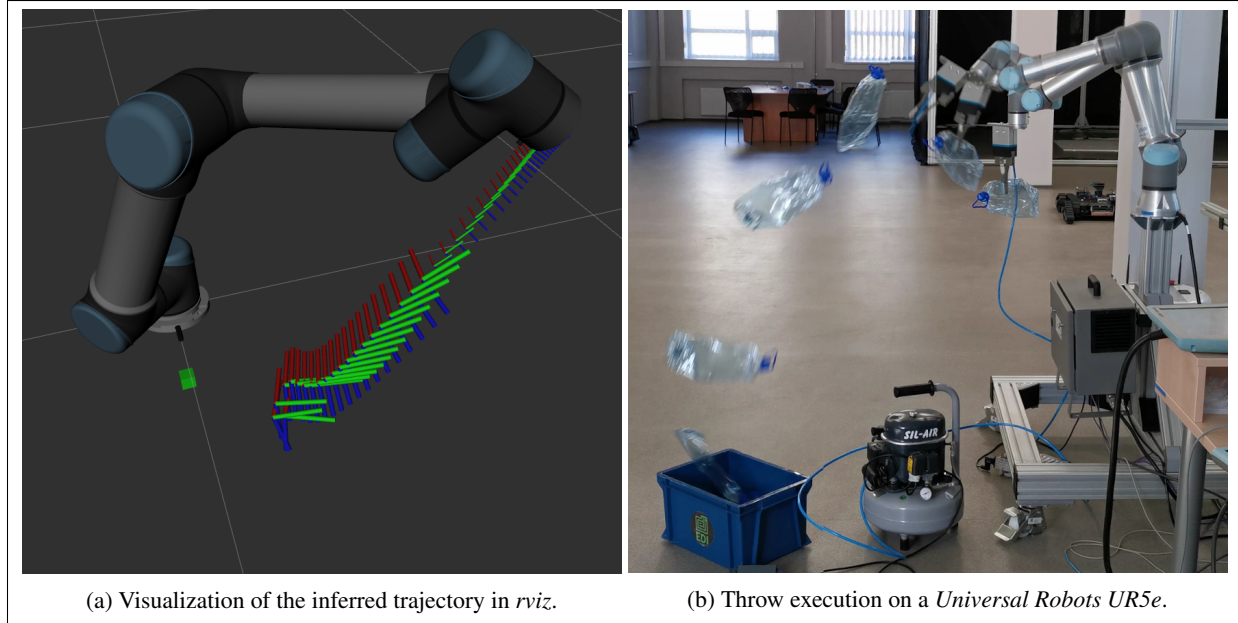 SIL-AIR
(a) Visualization of the inferred trajectory in rviz.
(b) Throw execution on a Universal Robots UR5e.